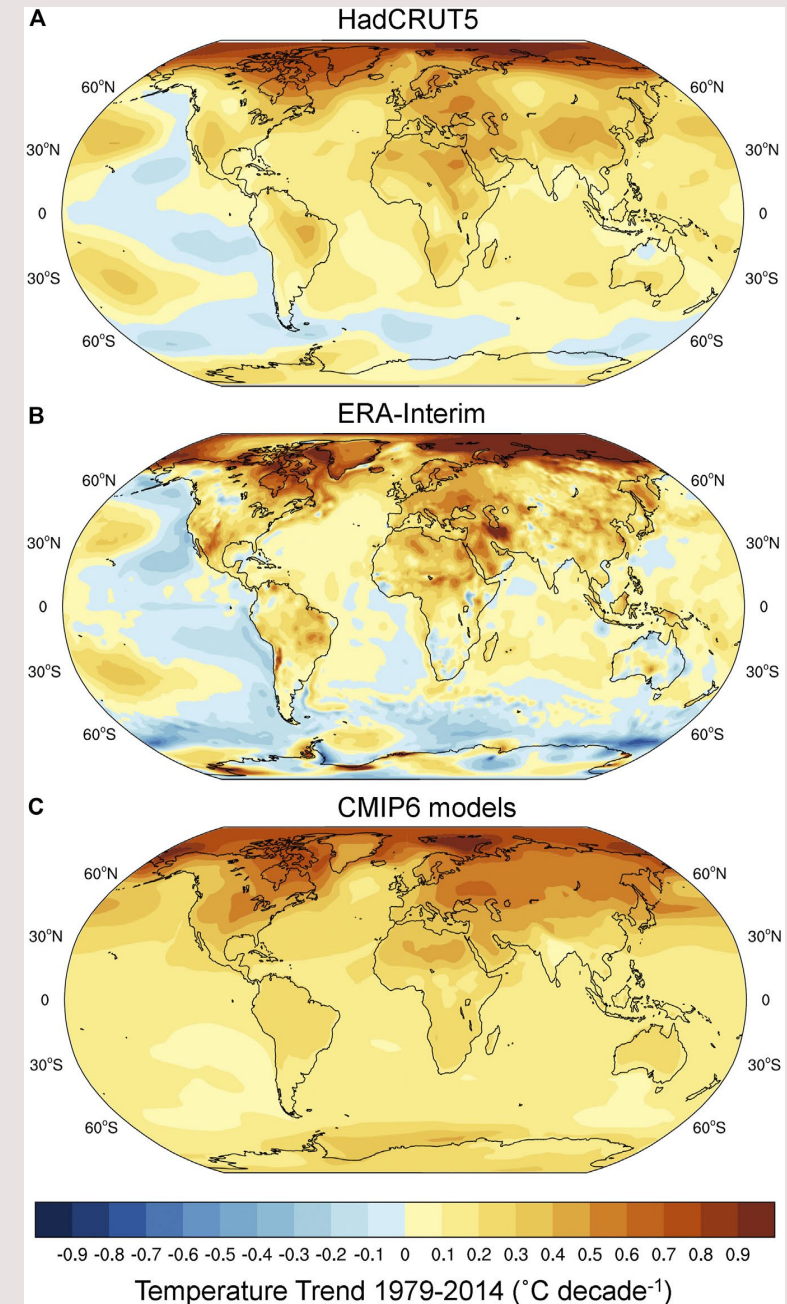 A
HadCRUT5
60°N 60°N
30°N 30°N
0 0
30°S 30°S
60°S 60°S
B
ERA-Interim
60°N 60°N
30°N 30°N
0 0
30°S 30°S
60°S 60°S
C
CMIP6 models
60°N 60°N
30°N 30°N
0 0
30°S 30°S
60°S 60°S
-0.9 -0.8 -0.7 -0.6 -0.5 -0.4 -0.3 -0.2 -0.1 0 0.1 0.2 0.3 0.4 0.5 0.6 0.7 0.8 0.9
Temperature Trend 1979-2014 (˚C decade⁻¹)